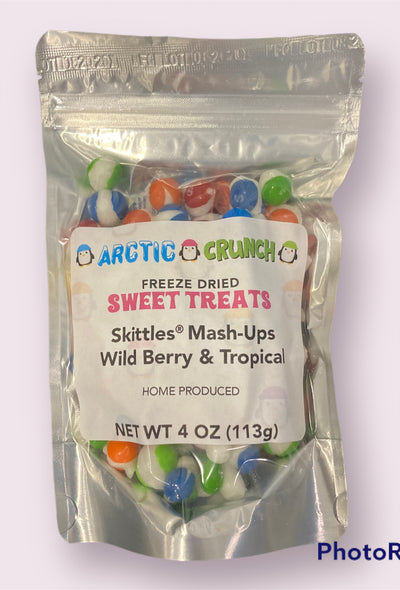 ARCTIC CRUNCH
FREEZE DRIED
SWEET TREATS
Skittles® Mash-Ups
Wild Berry & Tropical
HOME PRODUCED
NET WT 4 OZ (113g)
PhotoR